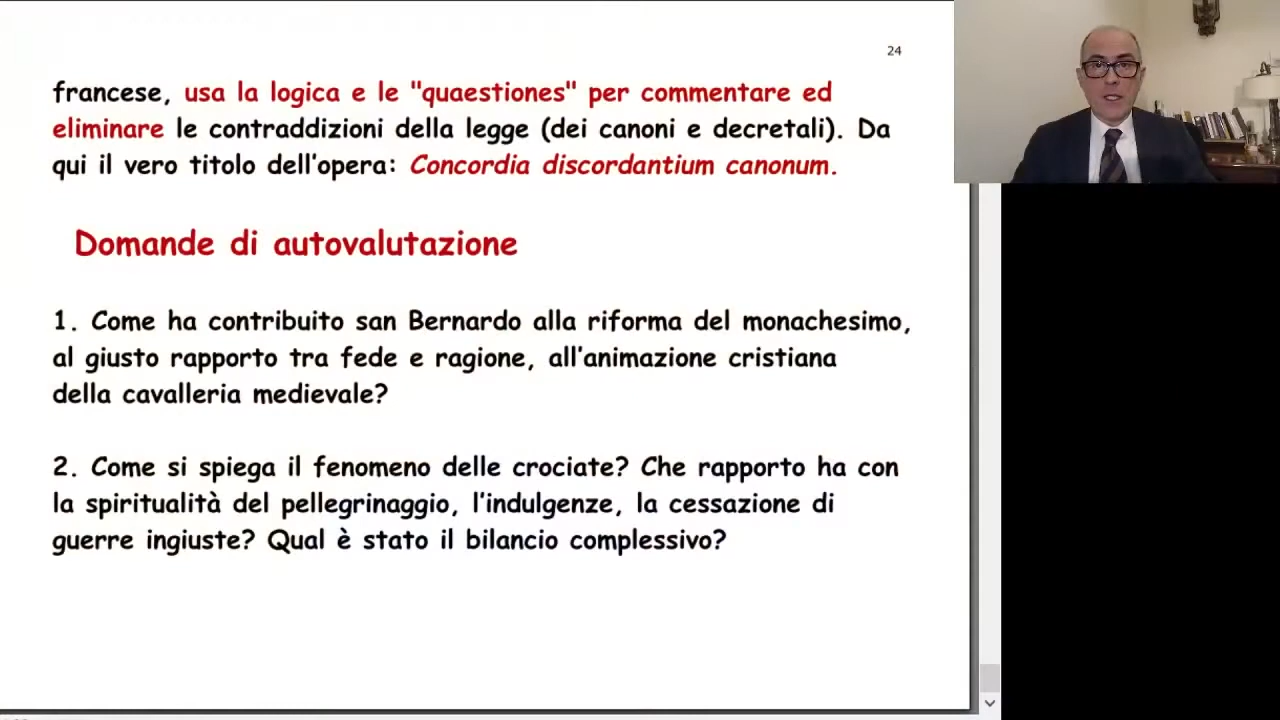 24
francese, usa la logica e le "quaestiones" per commentare ed
eliminare le contraddizioni della legge (dei canoni e decretali). Da
qui il vero titolo dell'opera: Concordia discordantium canonum.
Domande di autovalutazione
1. Come ha contribuito san Bernardo alla riforma del monachesimo,
al giusto rapporto tra fede e ragione, all'animazione cristiana
della cavalleria medievale?
2. Come si spiega il fenomeno delle crociate? Che rapporto ha con
la spiritualità del pellegrinaggio, l'indulgenze, la cessazione di
guerre ingiuste? Qual è stato il bilancio complessivo?